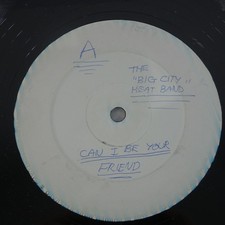 A
THE
"BIG CITY"
HEAT BAND
CAN I BE YOUR
FRIEND